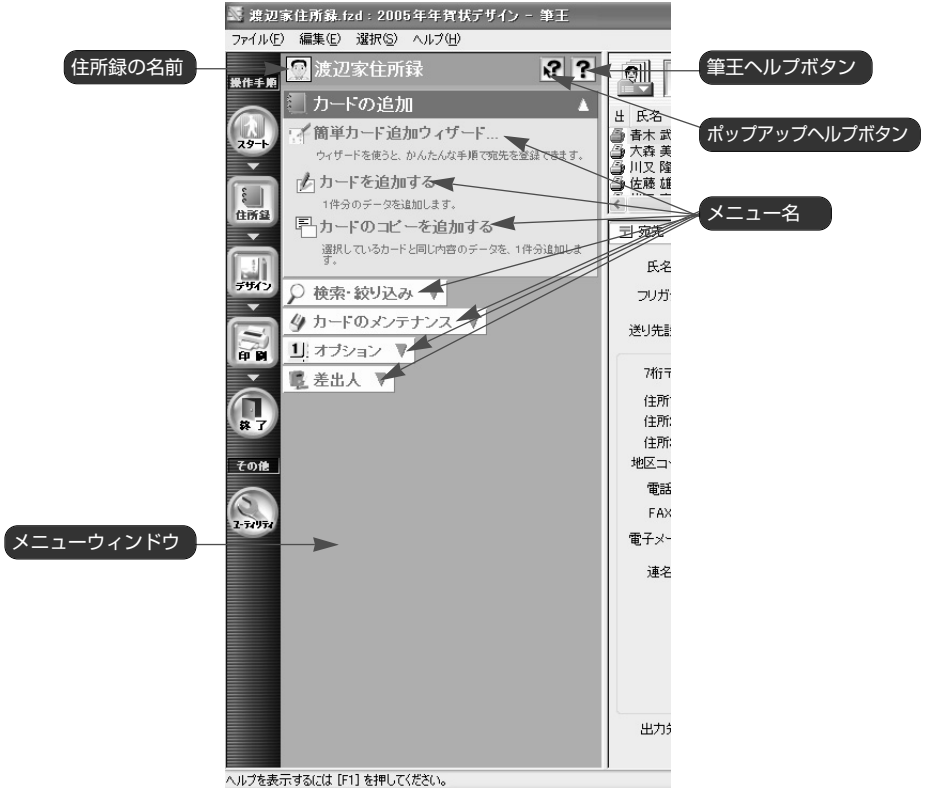 渡辺家住所録.fzd : 2005年年賀状デザイン - 筆王
ファイル(F) 編集(E) 選択(S) ヘルプ(H)
住所録の名前
操作手順
渡辺家住所録
筆王ヘルプボタン
カードの追加
ポップアップヘルプボタン
スタート
簡単カード追加ウィザード...
ウィザードを使うと、かんたんな手順で宛先を登録できます。
出 氏名
青木 武
大森 美
川又 隆
佐藤 雄
カードを追加する
1件分のデータを追加します。
住所録
メニュー名
カードのコピーを追加する
選択しているカードと同じ内容のデータを、1件分追加しま
す。
宛先
デザイン
検索・絞り込み
カードのメンテナンス
オプション
差出人
印刷
終了
その他
ユーティリティ
メニューウィンドウ
氏名
フリガ
送り先
7桁
住所
住所
住所
地区コー
電話
FAX
電子メー
連名
出力
ヘルプを表示するには [F1] を押してください。